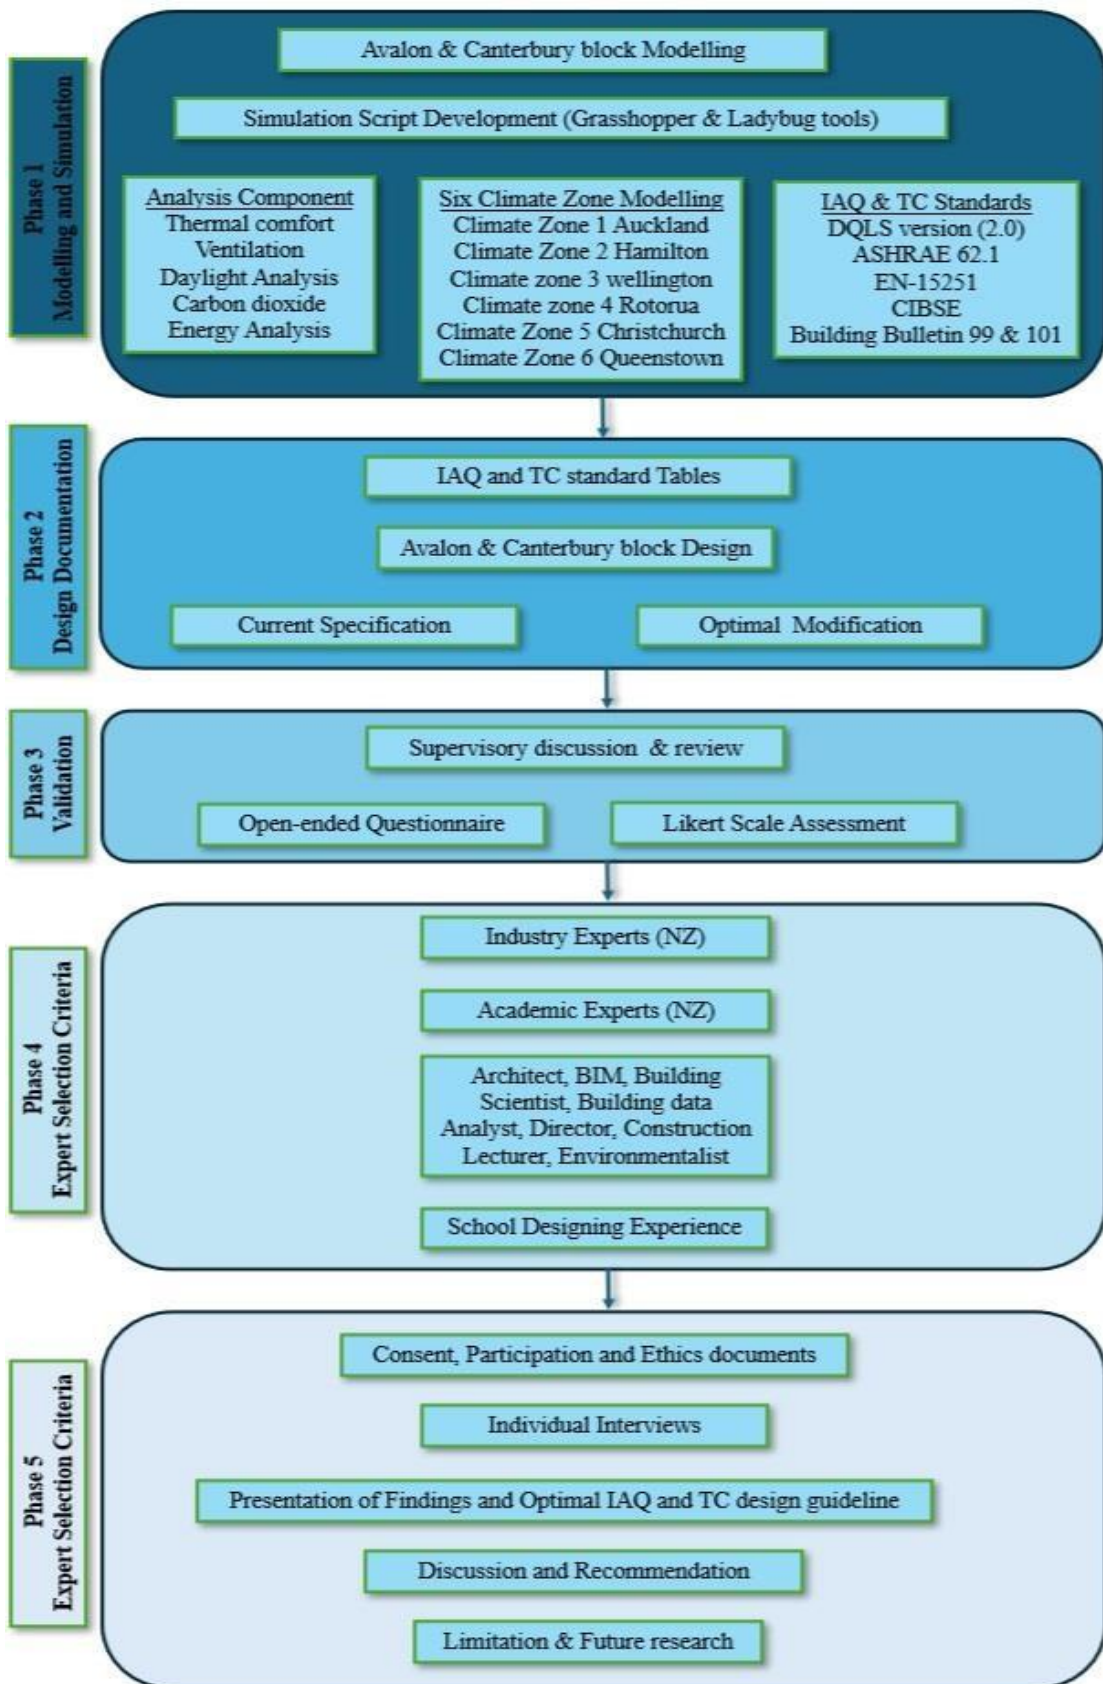 Phase 1
Modelling and Simulation
Avalon & Canterbury block Modelling
Simulation Script Development (Grasshopper & Ladybug tools)
Analysis Component
Thermal comfort
Ventilation
Daylight Analysis
Carbon dioxide
Energy Analysis
Six Climate Zone Modelling
Climate Zone 1 Auckland
Climate Zone 2 Hamilton
Climate zone 3 wellington
Climate zone 4 Rotorua
Climate Zone 5 Christchurch
Climate Zone 6 Queenstown
IAQ & TC Standards
DQLS version (2.0)
ASHRAE 62.1
EN-15251
CIBSE
Building Bulletin 99 & 101
Phase 2
Design Documentation
IAQ and TC standard Tables
Avalon & Canterbury block Design
Current Specification
Optimal Modification
Phase 3
Validation
Supervisory discussion & review
Open-ended Questionnaire
Likert Scale Assessment
Phase 4
Expert Selection Criteria
Industry Experts (NZ)
Academic Experts (NZ)
Architect, BIM, Building
Scientist, Building data
Analyst, Director, Construction
Lecturer, Environmentalist
School Designing Experience
Phase 5
Expert Selection Criteria
Consent, Participation and Ethics documents
Individual Interviews
Presentation of Findings and Optimal IAQ and TC design guideline
Discussion and Recommendation
Limitation & Future research